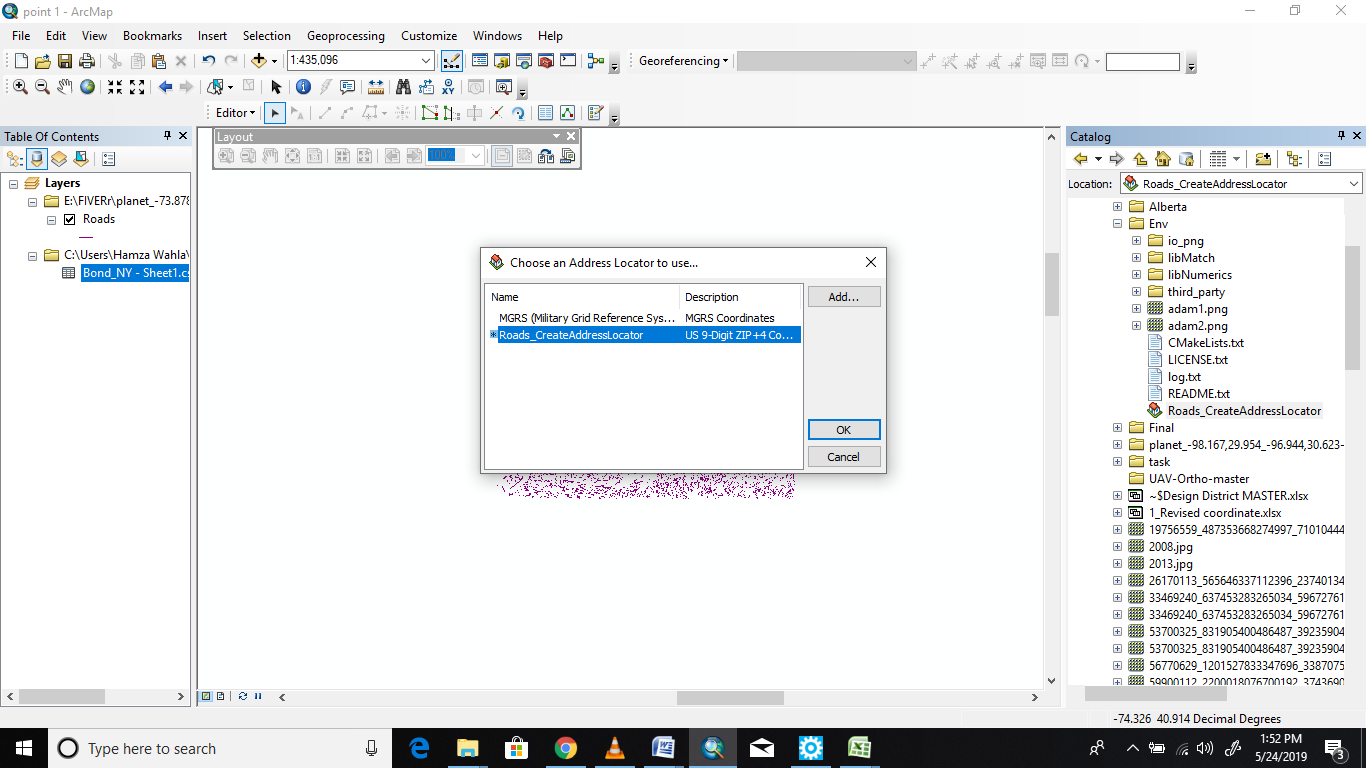 point 1 - ArcMap
File Edit View Bookmarks Insert Selection Geoprocessing Customize Windows Help
1:435,096
Georeferencing
Editor
Table Of Contents
Layers
E:\FIVERr\planet_-73.878
Roads
C:\Users\Hamza Wahla\
Bond_NY - Sheet1.cs
Layout
100%
Choose an Address Locator to use...
Name Description
MGRS (Military Grid Reference Sys... MGRS Coordinates
Roads_CreateAddressLocator US 9-Digit ZIP+4 Co...
Add...
OK
Cancel
Catalog
Location: Roads_CreateAddressLocator
Alberta
Env
io_png
libMatch
libNumerics
third_party
adam1.png
adam2.png
CMakeLists.txt
LICENSE.txt
log.txt
README.txt
Roads_CreateAddressLocator
Final
planet_-98.167,29.954_-96.944,30.623-
task
UAV-Ortho-master
~$Design District MASTER.xlsx
1_Revised coordinate.xlsx
19756559_487353668274997_71010444
2008.jpg
2013.jpg
26170113_565646337112396_23740134
33469240_637453283265034_59672761
33469240_637453283265034_59672761
53700325_831905400486487_39235904
53700325_831905400486487_39235904
56770629_1201527833347696_3387075
59900112_2200018076700192_3743690
-74.326 40.914 Decimal Degrees
Type here to search
1:52 PM
5/24/2019
3